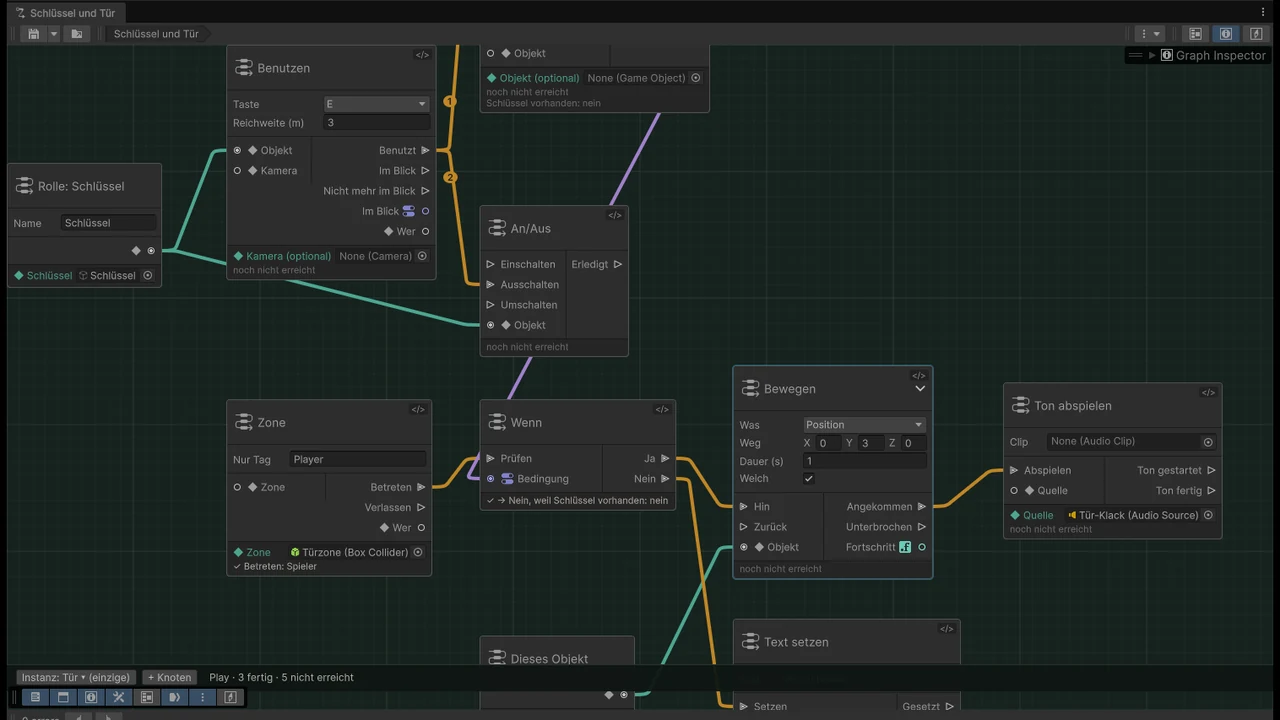 Schlüssel und Tür
Schlüssel und Tür
Graph Inspector
Benutzen
Taste E
Reichweite (m) 3
Objekt Benutzt
Kamera Im Blick
Nicht mehr im Blick
Im Blick
Wer
Kamera (optional) None (Camera)
noch nicht erreicht
1
2
Objekt
Objekt (optional) None (Game Object)
noch nicht erreicht
Schlüssel vorhanden: nein
Rolle: Schlüssel
Name Schlüssel
Schlüssel Schlüssel
An/Aus
Einschalten Erledigt
Ausschalten
Umschalten
Objekt
noch nicht erreicht
Zone
Nur Tag Player
Zone Betreten
Verlassen
Wer
Zone Türzone (Box Collider)
✓ Betreten: Spieler
Wenn
Prüfen Ja
Bedingung Nein
✓ → Nein, weil Schlüssel vorhanden: nein
Bewegen
Was Position
Weg X 0 Y 3 Z 0
Dauer (s) 1
Weich ✓
Hin Angekommen
Zurück Unterbrochen
Objekt Fortschritt
noch nicht erreicht
Ton abspielen
Clip None (Audio Clip)
Abspielen Ton gestartet
Quelle Ton fertig
Quelle Tür-Klack (Audio Source)
noch nicht erreicht
Dieses Objekt
Text setzen
Setzen Gesetzt
Instanz: Tür ▾ (einzige) + Knoten Play · 3 fertig · 5 nicht erreicht